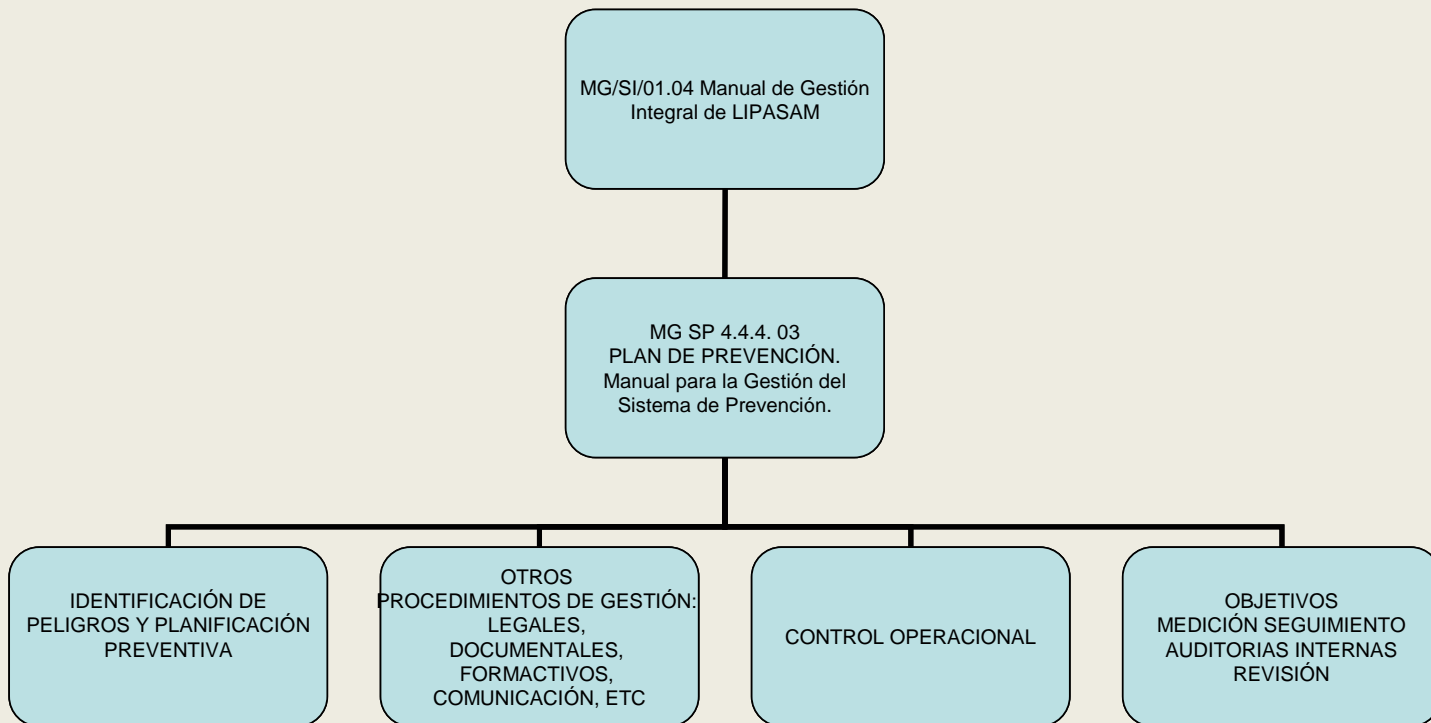 MG/SI/01.04 Manual de Gestión
Integral de LIPASAM
MG SP 4.4.4. 03
PLAN DE PREVENCIÓN.
Manual para la Gestión del
Sistema de Prevención.
IDENTIFICACIÓN DE
PELIGROS Y PLANIFICACIÓN
PREVENTIVA
OTROS
PROCEDIMIENTOS DE GESTIÓN:
LEGALES,
DOCUMENTALES,
FORMACTIVOS,
COMUNICACIÓN, ETC
CONTROL OPERACIONAL
OBJETIVOS
MEDICIÓN SEGUIMIENTO
AUDITORIAS INTERNAS
REVISIÓN